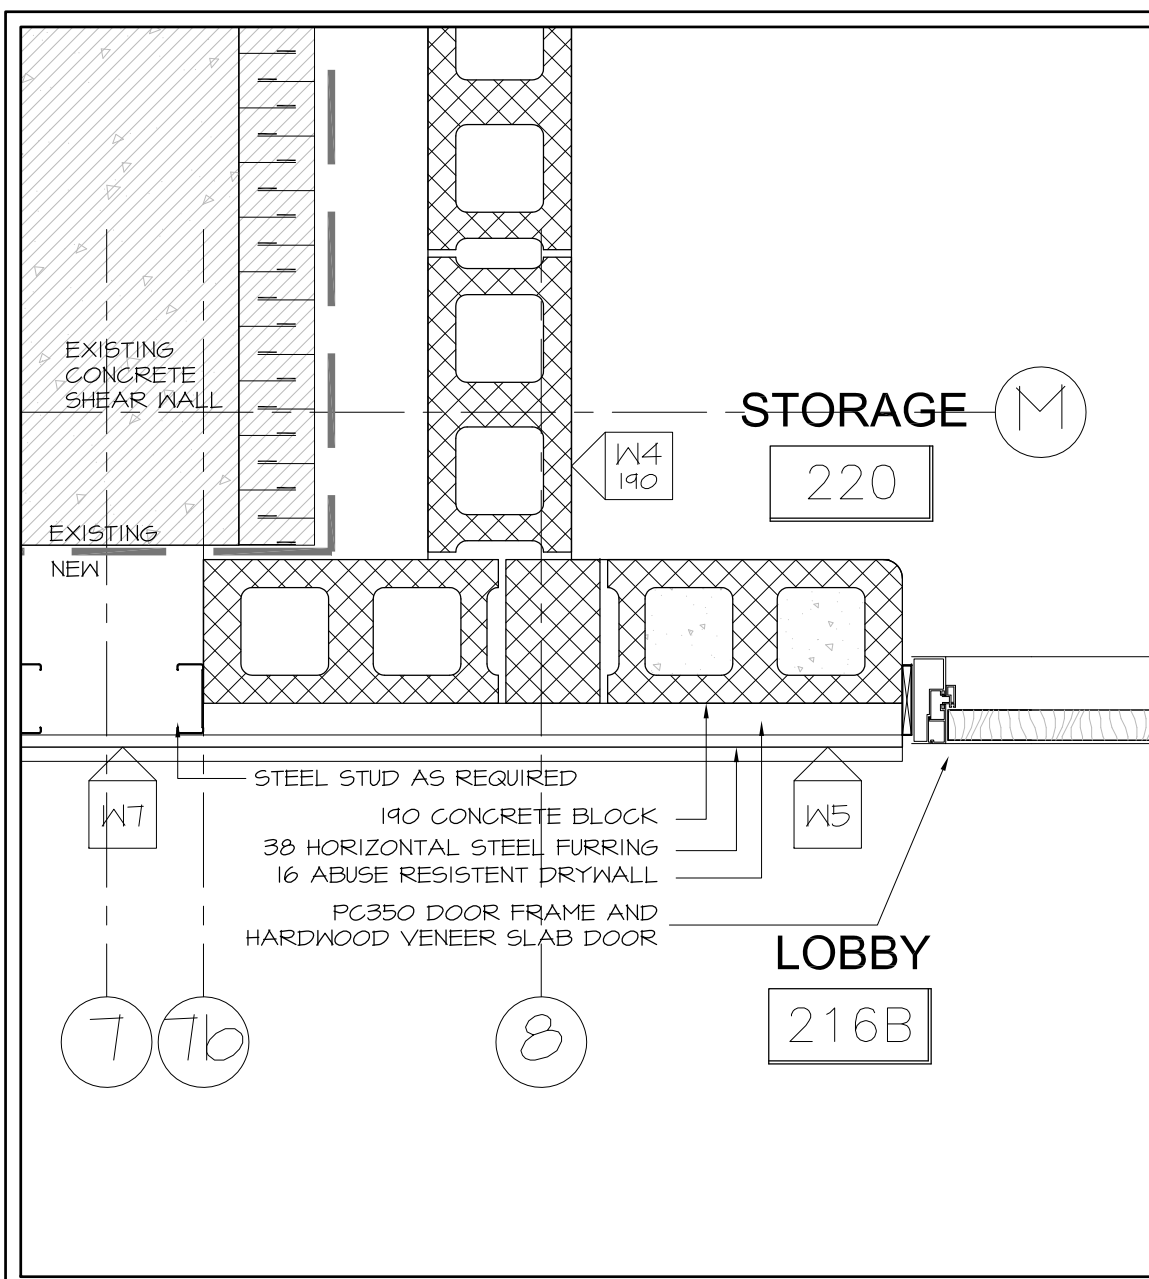 EXISTING
CONCRETE
SHEAR WALL
STORAGE
M
W4
190
220
EXISTING
NEW
STEEL STUD AS REQUIRED
W7
190 CONCRETE BLOCK
W5
38 HORIZONTAL STEEL FURRING
16 ABUSE RESISTENT DRYWALL
PC350 DOOR FRAME AND
HARDWOOD VENEER SLAB DOOR
LOBBY
216B
7
7b
8